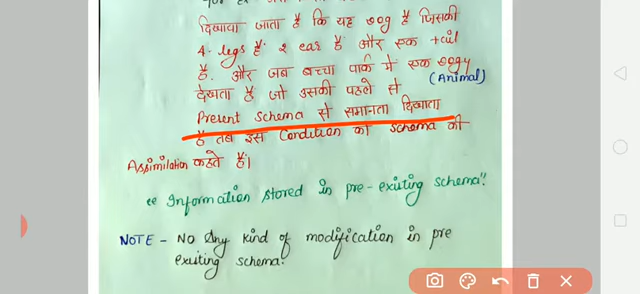 दिखाया जाता है कि यह dog है जिसकी
4 - legs हैं 2 ear हैं और एक tail
है. और जब बच्चा पार्क में एक dogy
(Animal)
देखता है जो उसकी पहले से
Present Schema से समानता दिखाता
है तब इस Condition को schema की
Assimilation कहते हैं।
"Information stored in pre-existing schema".
NOTE - No Any kind of modification in pre
exiting schema.